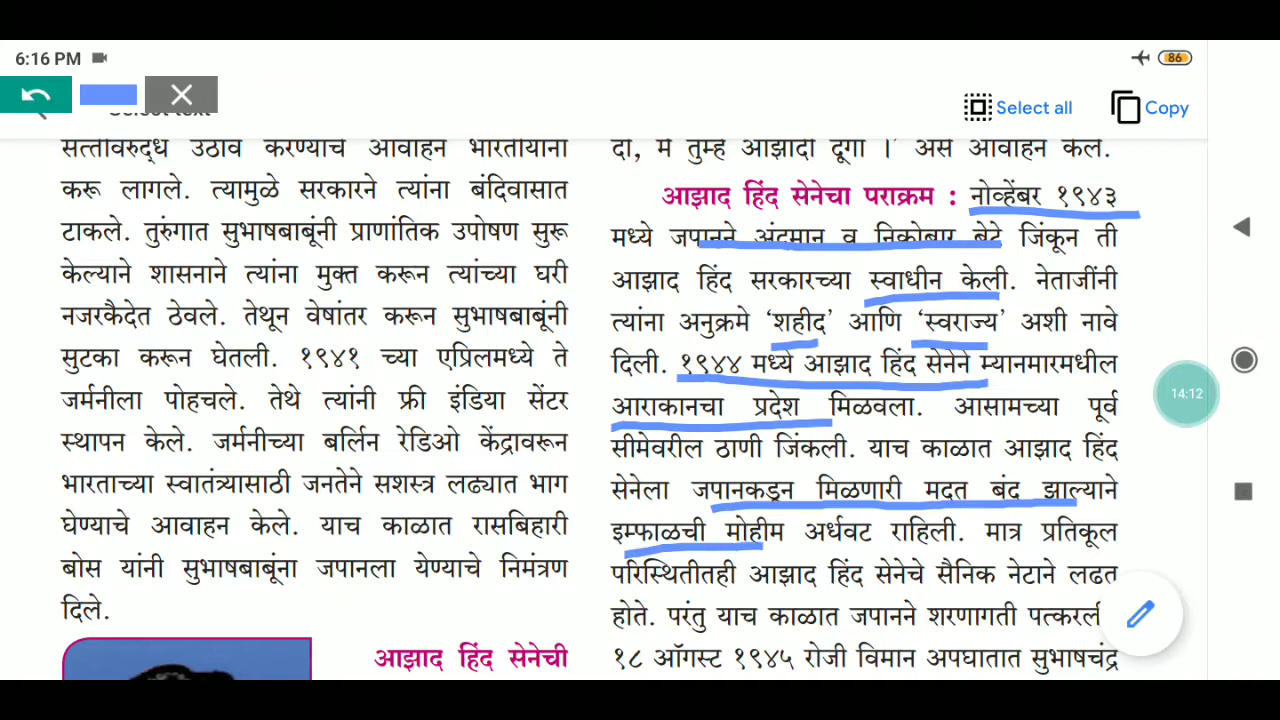 6:16 PM
86
Select text
Select all
Copy
सत्तेविरुद्ध उठाव करण्याचे आवाहन भारतीयांना
करू लागले. त्यामुळे सरकारने त्यांना बंदिवासात
टाकले. तुरुंगात सुभाषबाबूंनी प्राणांतिक उपोषण सुरू
केल्याने शासनाने त्यांना मुक्त करून त्यांच्या घरी
नजरकैदेत ठेवले. तेथून वेषांतर करून सुभाषबाबूंनी
सुटका करून घेतली. १९४१ च्या एप्रिलमध्ये ते
जर्मनीला पोहचले. तेथे त्यांनी फ्री इंडिया सेंटर
स्थापन केले. जर्मनीच्या बर्लिन रेडिओ केंद्रावरून
भारताच्या स्वातंत्र्यासाठी जनतेने सशस्त्र लढ्यात भाग
घेण्याचे आवाहन केले. याच काळात रासबिहारी
बोस यांनी सुभाषबाबूंना जपानला येण्याचे निमंत्रण
दिले.
आझाद हिंद सेनेची
दो, मैं तुम्हे आझादी दूँगा ।’ असे आवाहन केले.
आझाद हिंद सेनेचा पराक्रम : नोव्हेंबर १९४३
मध्ये जपानने अंदमान व निकोबार बेटे जिंकून ती
आझाद हिंद सरकारच्या स्वाधीन केली. नेताजींनी
त्यांना अनुक्रमे ‘शहीद’ आणि ‘स्वराज्य’ अशी नावे
दिली. १९४४ मध्ये आझाद हिंद सेनेने म्यानमारमधील
आराकानचा प्रदेश मिळवला. आसामच्या पूर्व
सीमेवरील ठाणी जिंकली. याच काळात आझाद हिंद
सेनेला जपानकडून मिळणारी मदत बंद झाल्याने
इम्फाळची मोहीम अर्धवट राहिली. मात्र प्रतिकूल
परिस्थितीतही आझाद हिंद सेनेचे सैनिक नेटाने लढत
होते. परंतु याच काळात जपानने शरणागती पत्करली.
१८ ऑगस्ट १९४५ रोजी विमान अपघातात सुभाषचंद्र
14:12